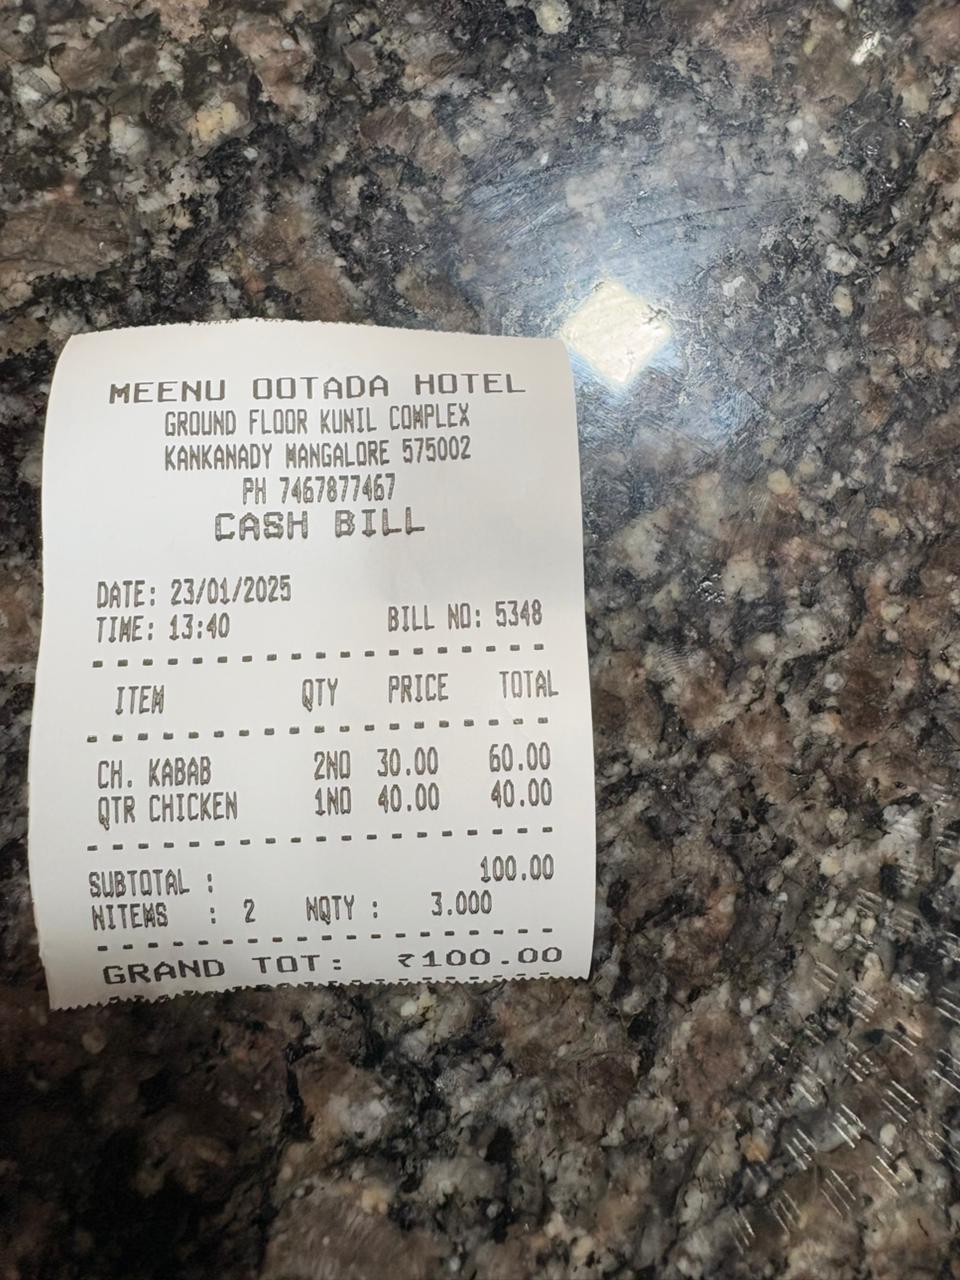 MEENU OOTADA HOTEL
GROUND FLOOR KUNIL COMPLEX
KANKANADY MANGALORE 575002
PH 7467877467
CASH BILL
DATE: 23/01/2025
TIME: 13:40 BILL NO: 5348
ITEM QTY PRICE TOTAL
CH. KABAB 2NO 30.00 60.00
QTR CHICKEN 1NO 40.00 40.00
SUBTOTAL : 100.00
NITEMS : 2 NQTY : 3.000
GRAND TOT: ₹100.00